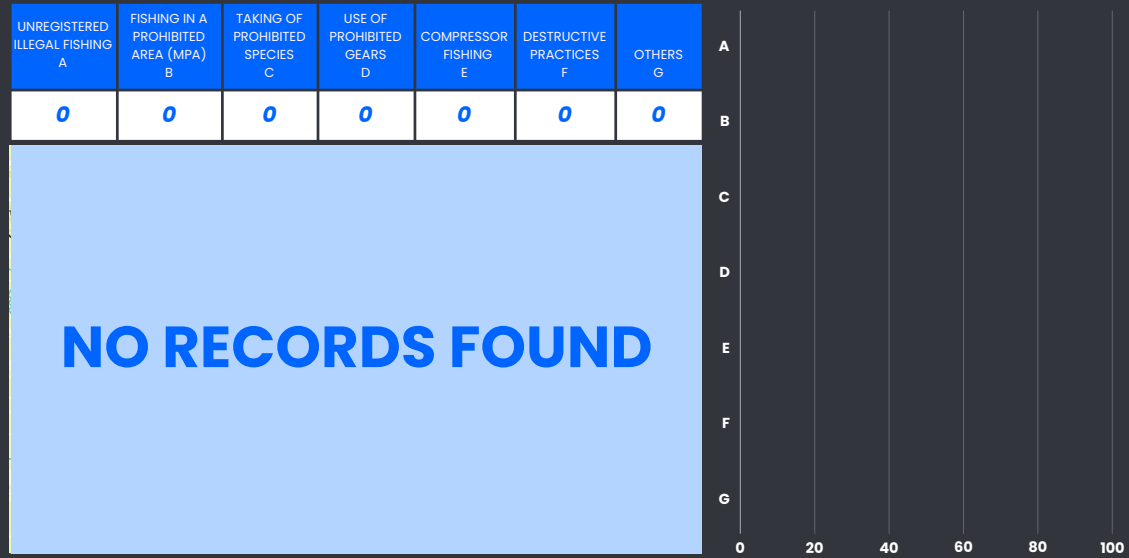 UNREGISTERED
ILLEGAL FISHING
A
FISHING IN A
PROHIBITED
AREA (MPA)
B
TAKING OF
PROHIBITED
SPECIES
C
USE OF
PROHIBITED
GEARS
D
COMPRESSOR
FISHING
E
DESTRUCTIVE
PRACTICES
F
OTHERS
G
0 0 0 0 0 0 0
NO RECORDS FOUND
A
B
C
D
E
F
G
0 20 40 60 80 100